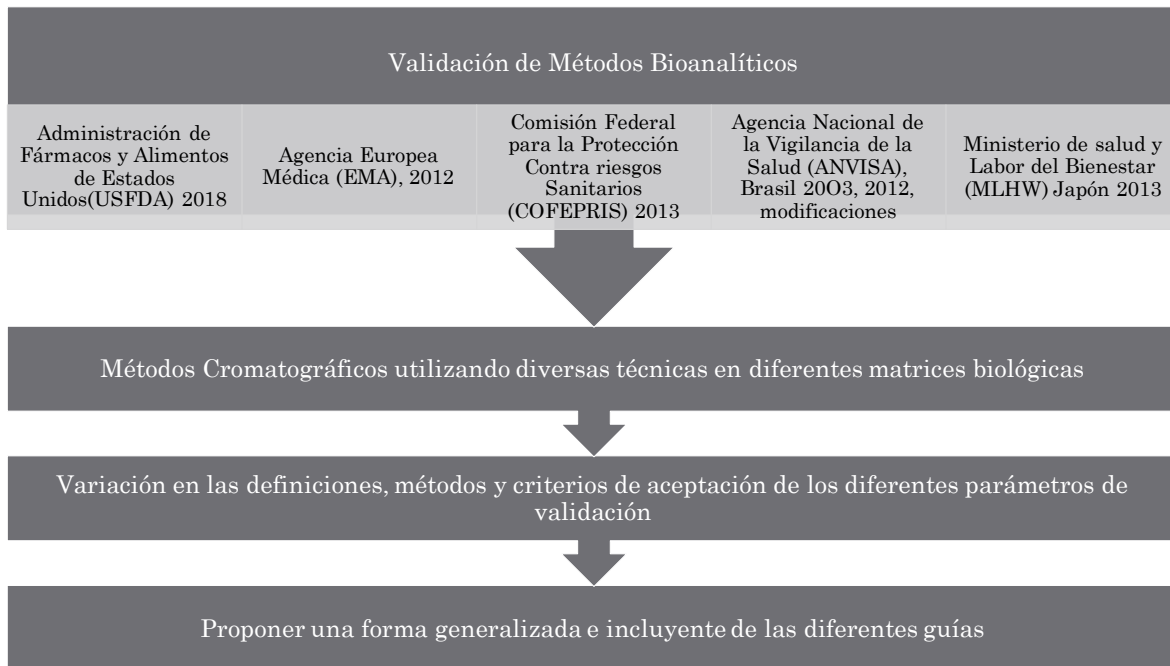 Validación de Métodos Bioanalíticos
Administración de
Fármacos y Alimentos
de Estados
Unidos(USFDA) 2018
Agencia Europea
Médica (EMA), 2012
Comisión Federal
para la Protección
Contra riesgos
Sanitarios
(COFEPRIS) 2013
Agencia Nacional de
la Vigilancia de la
Salud (ANVISA),
Brasil 20O3, 2012,
modificaciones
Ministerio de salud y
Labor del Bienestar
(MLHW) Japón 2013
Métodos Cromatográficos utilizando diversas técnicas en diferentes matrices biológicas
Variación en las definiciones, métodos y criterios de aceptación de los diferentes parámetros de
validación
Proponer una forma generalizada e incluyente de las diferentes guías